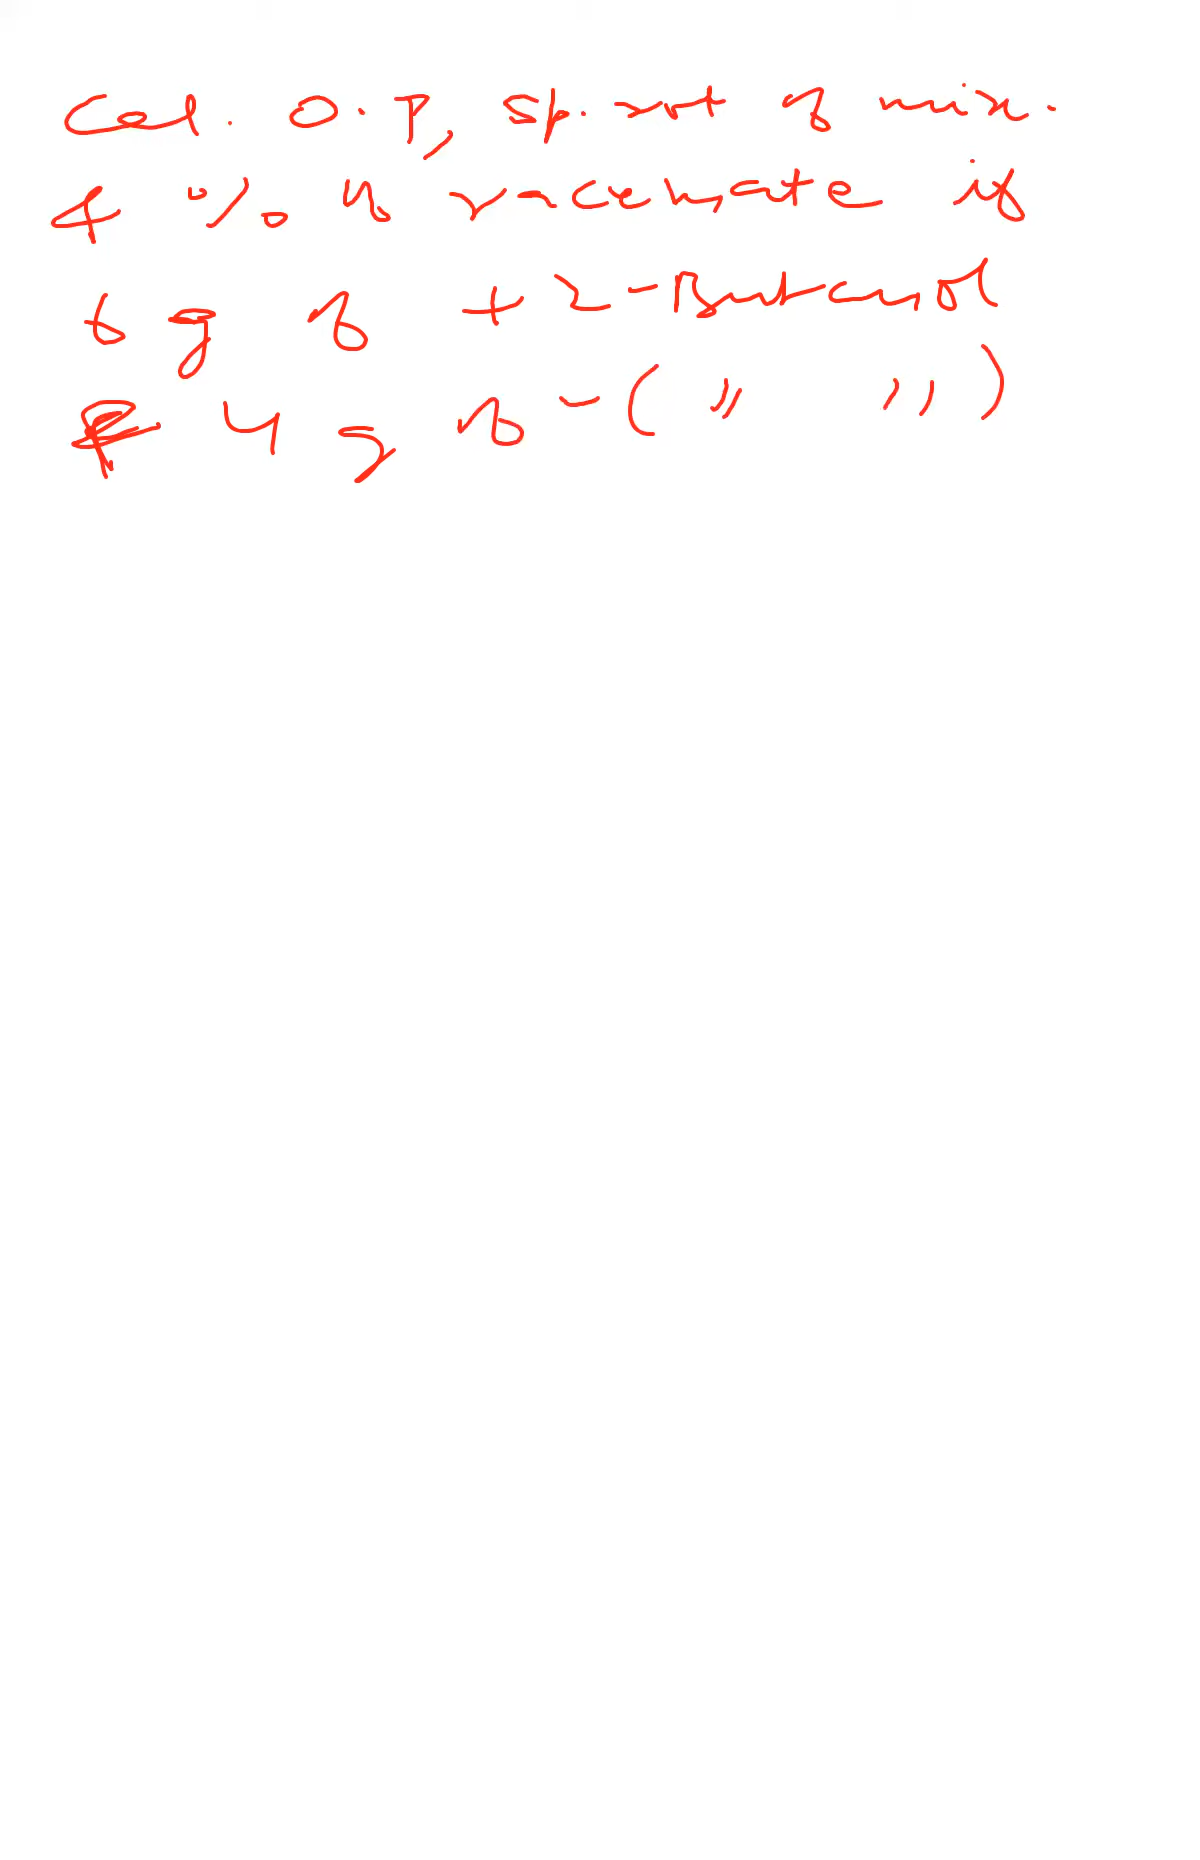 Cal. O.P, sp. rot of mix.
& % of racemate if
6 g of + 2-Butanol
& 4 g of - ( " " )